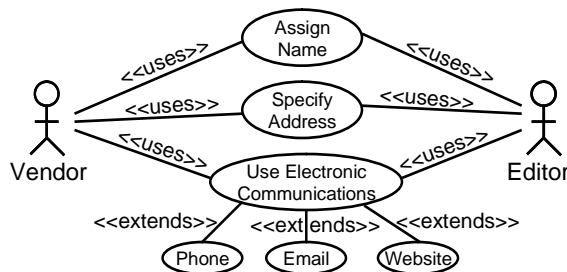 Assign
Name
<<uses>>
<<uses>>
Specify
Address
<<uses>>
<<uses>>
Vendor
Editor
<<uses>>
<<uses>>
Use Electronic
Communications
<<extends>>
<<extends>>
<<extends>>
Phone
Email
Website